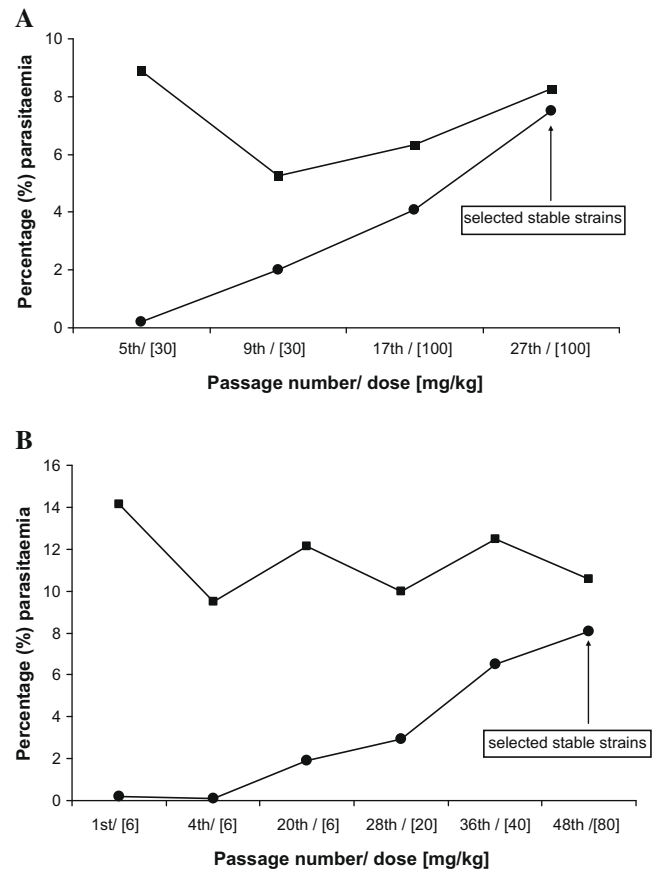 A
Percentage (%) parasitaemia
10
8
6
4
2
0
selected stable strains
5th/ [30] 9th / [30] 17th / [100] 27th / [100]
Passage number/ dose [mg/kg]
B
Percentage (%) parasitaemia
16
14
12
10
8
6
4
2
0
selected stable strains
1st/ [6] 4th/ [6] 20th / [6] 28th / [20] 36th / [40] 48th /[80]
Passage number/ dose [mg/kg]